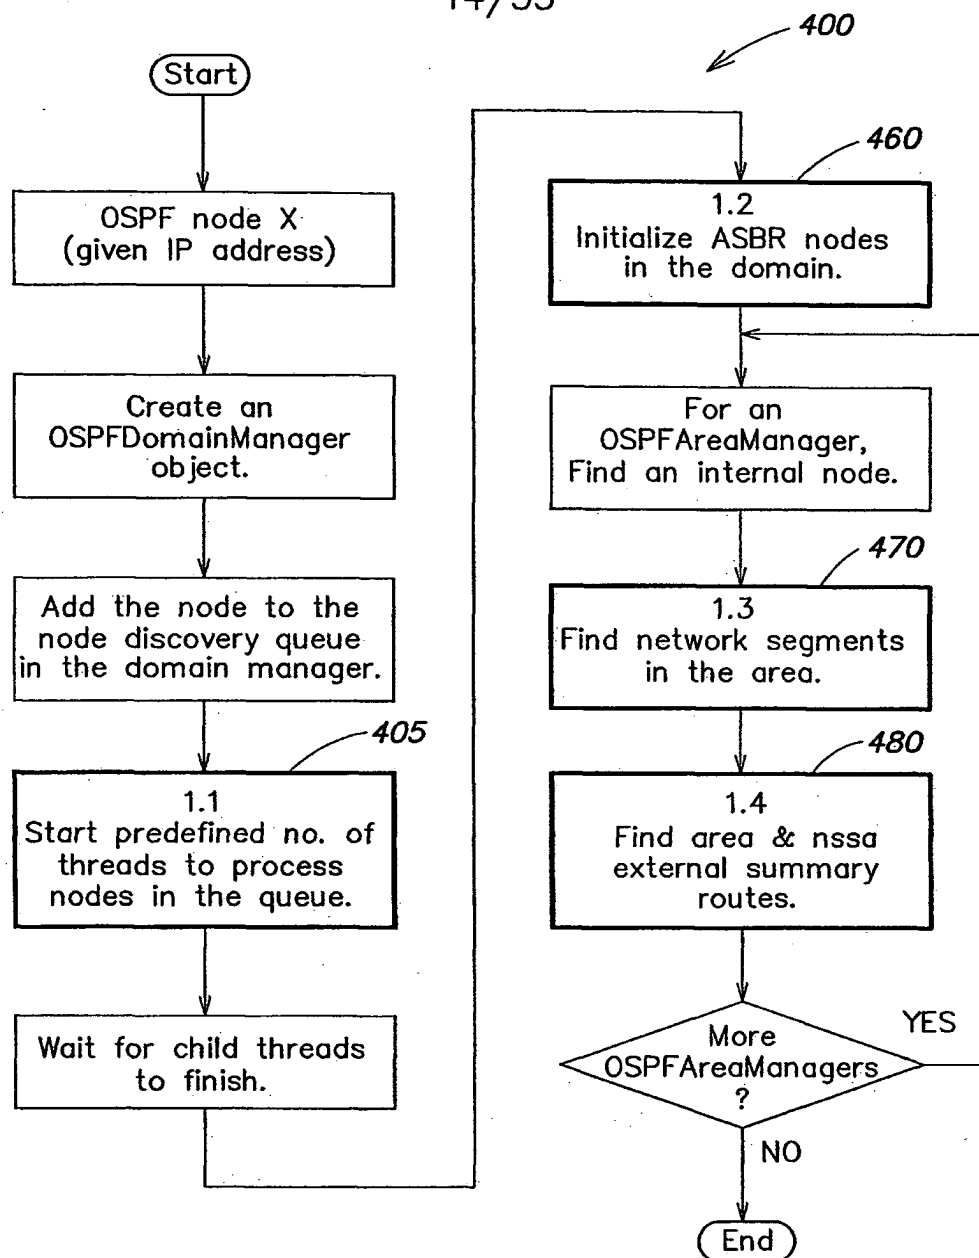 14/55
400
Start
OSPF node X
(given IP address)
Create an
OSPFDomainManager
object.
Add the node to the
node discovery queue
in the domain manager.
405
1.1
Start predefined no. of
threads to process
nodes in the queue.
Wait for child threads
to finish.
460
1.2
Initialize ASBR nodes
in the domain.
For an
OSPFAreaManager,
Find an internal node.
470
1.3
Find network segments
in the area.
480
1.4
Find area & nssa
external summary
routes.
More
OSPFAreaManagers
?
YES
NO
End